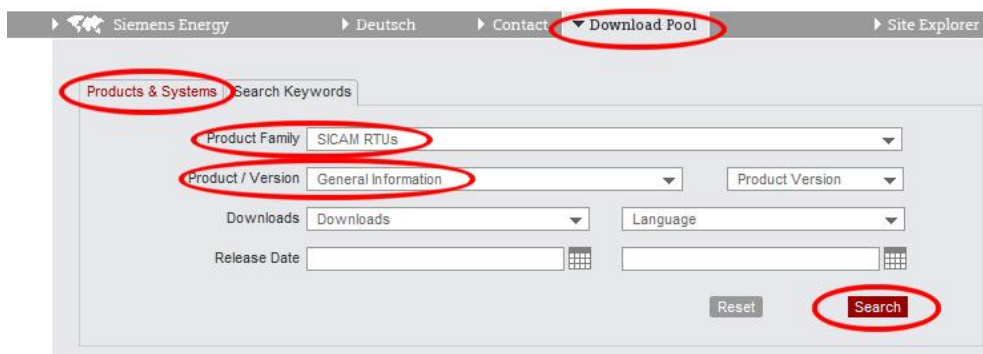 Siemens Energy Deutsch Contact Download Pool Site Explorer
Products & Systems Search Keywords
Product Family SICAM RTUs
Product / Version General Information Product Version
Downloads Downloads Language
Release Date
Reset Search